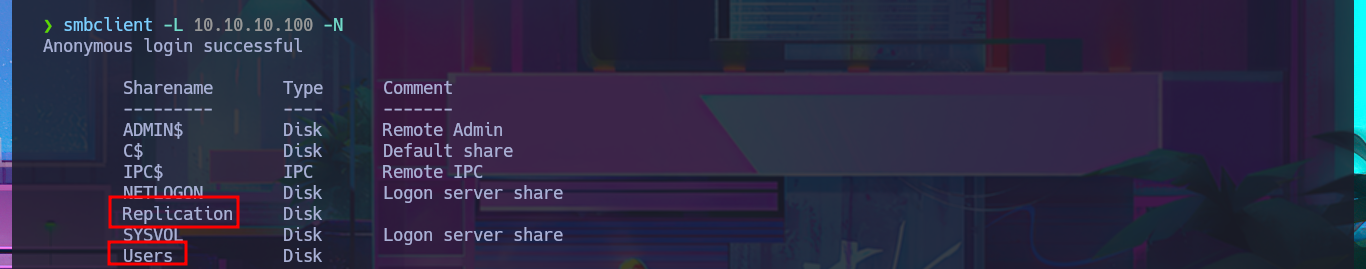 ❯ smbclient -L 10.10.10.100 -N
Anonymous login successful
Sharename Type Comment
--------- ---- -------
ADMIN$ Disk Remote Admin
C$ Disk Default share
IPC$ IPC Remote IPC
NETLOGON Disk Logon server share
Replication Disk
SYSVOL Disk Logon server share
Users Disk